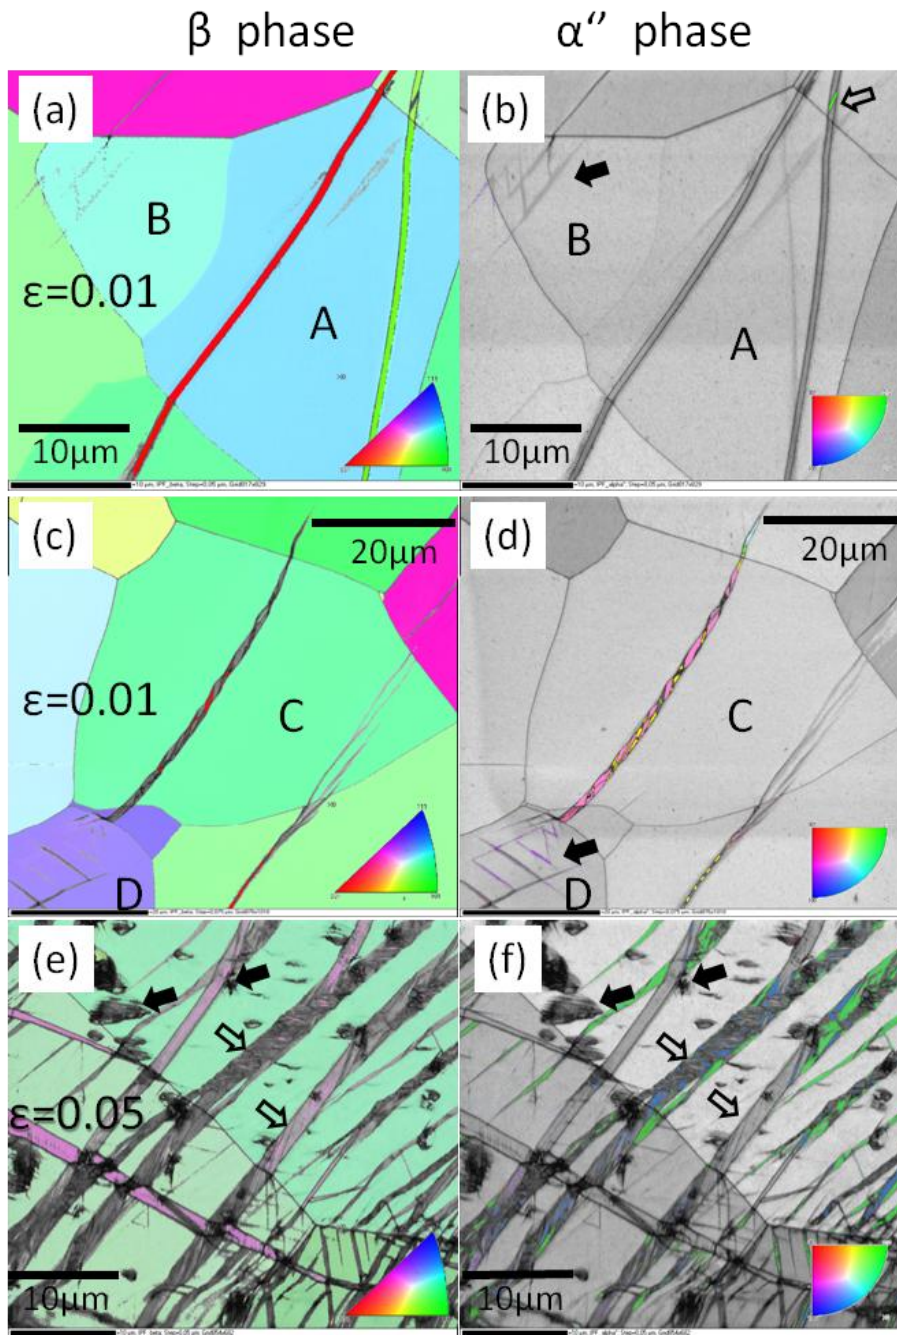 β phase
α″ phase
(a)
(b)
B
B
ε=0.01
A
A
10µm
10µm
(c)
(d)
20µm
20µm
ε=0.01
C
C
D
D
(e)
(f)
ε=0.05
10µm
10µm